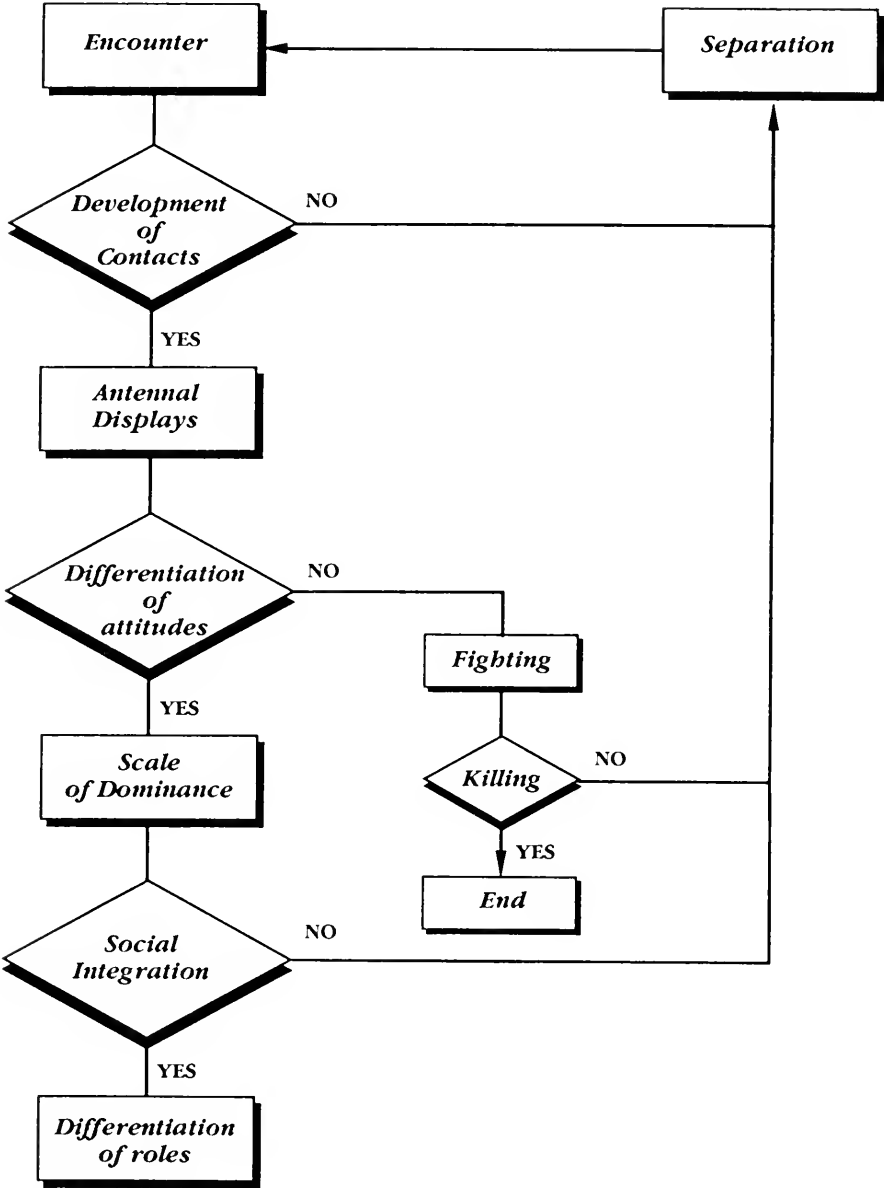 Encounter
Separation
Development
of
Contacts
NO
YES
Antennal
Displays
Differentiation
of
attitudes
NO
Fighting
YES
Scale
of Dominance
Killing
NO
YES
End
Social
Integration
NO
YES
Differentiation
of roles